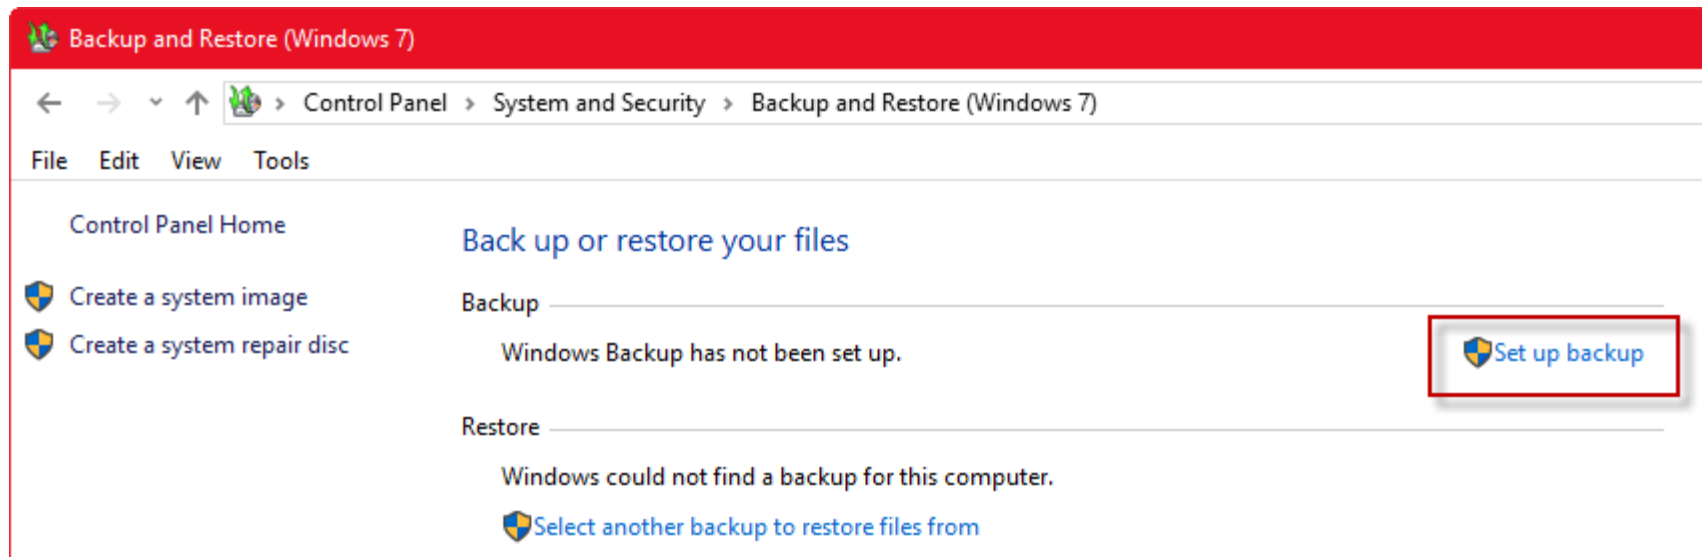 Backup and Restore (Windows 7)
Control Panel > System and Security > Backup and Restore (Windows 7)
File Edit View Tools
Control Panel Home
Create a system image
Create a system repair disc
Back up or restore your files
Backup
Windows Backup has not been set up.
Set up backup
Restore
Windows could not find a backup for this computer.
Select another backup to restore files from